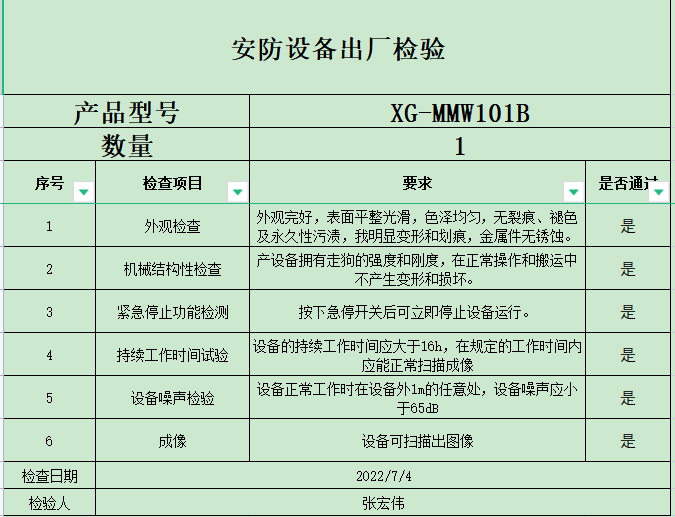 安防设备出厂检验
产品型号 XG-MMW101B
数量 1
序号 检查项目 要求 是否通过
1 外观检查 外观完好，表面平整光滑，色泽均匀，无裂痕、褪色
及永久性污渍，我明显变形和划痕，金属件无锈蚀。 是
2 机械结构性检查 产设备拥有走狗的强度和刚度，在正常操作和搬运中
不产生变形和损坏。 是
3 紧急停止功能检测 按下急停开关后可立即停止设备运行。 是
4 持续工作时间试验 设备的持续工作时间应大于16h，在规定的工作时间内
应能正常扫描成像 是
5 设备噪声检验 设备正常工作时在设备外1m的任意处，设备噪声应小
于65dB 是
6 成像 设备可扫描出图像 是
检查日期 2022/7/4
检验人 张宏伟